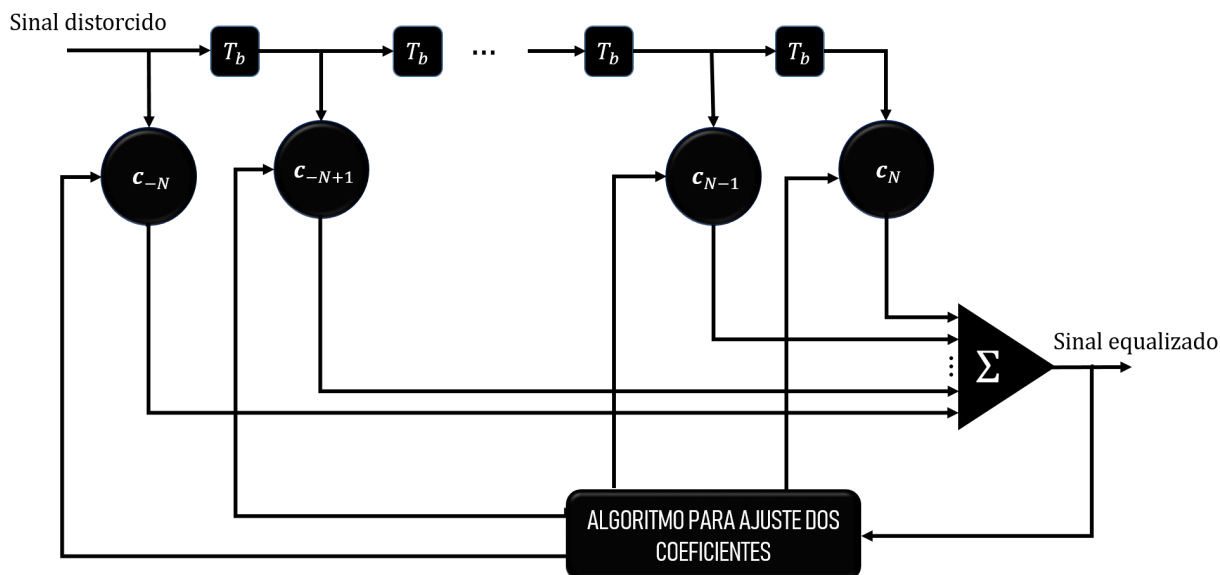 Sinal distorcido
T_b
T_b
...
T_b
T_b
c_{-N}
c_{-N+1}
c_{N-1}
c_N
Σ
⋮
Sinal equalizado
ALGORITMO PARA AJUSTE DOS
COEFICIENTES